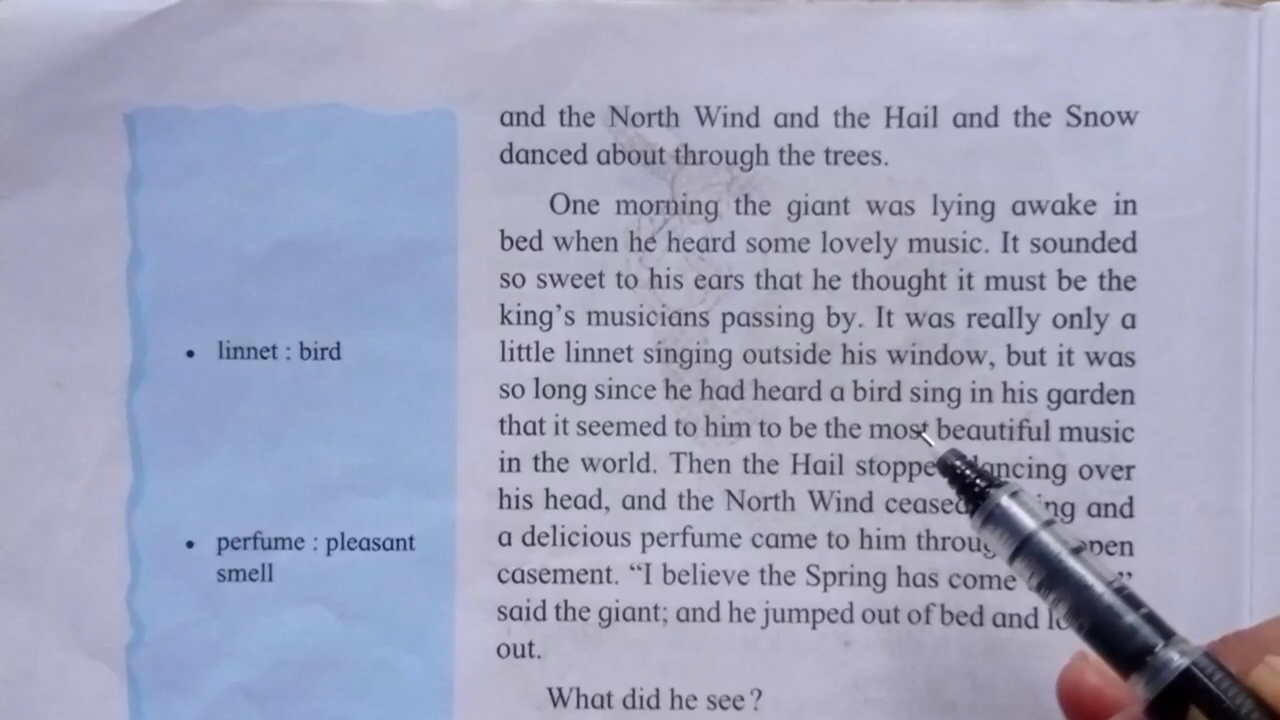 and the North Wind and the Hail and the Snow
danced about through the trees.
One morning the giant was lying awake in
bed when he heard some lovely music. It sounded
so sweet to his ears that he thought it must be the
king's musicians passing by. It was really only a
little linnet singing outside his window, but it was
so long since he had heard a bird sing in his garden
that it seemed to him to be the most beautiful music
in the world. Then the Hail stopped dancing over
his head, and the North Wind ceased and
a delicious perfume came to him through open
casement. “I believe the Spring has come ”
said the giant; and he jumped out of bed and
out.
What did he see?
• linnet : bird
• perfume : pleasant
smell